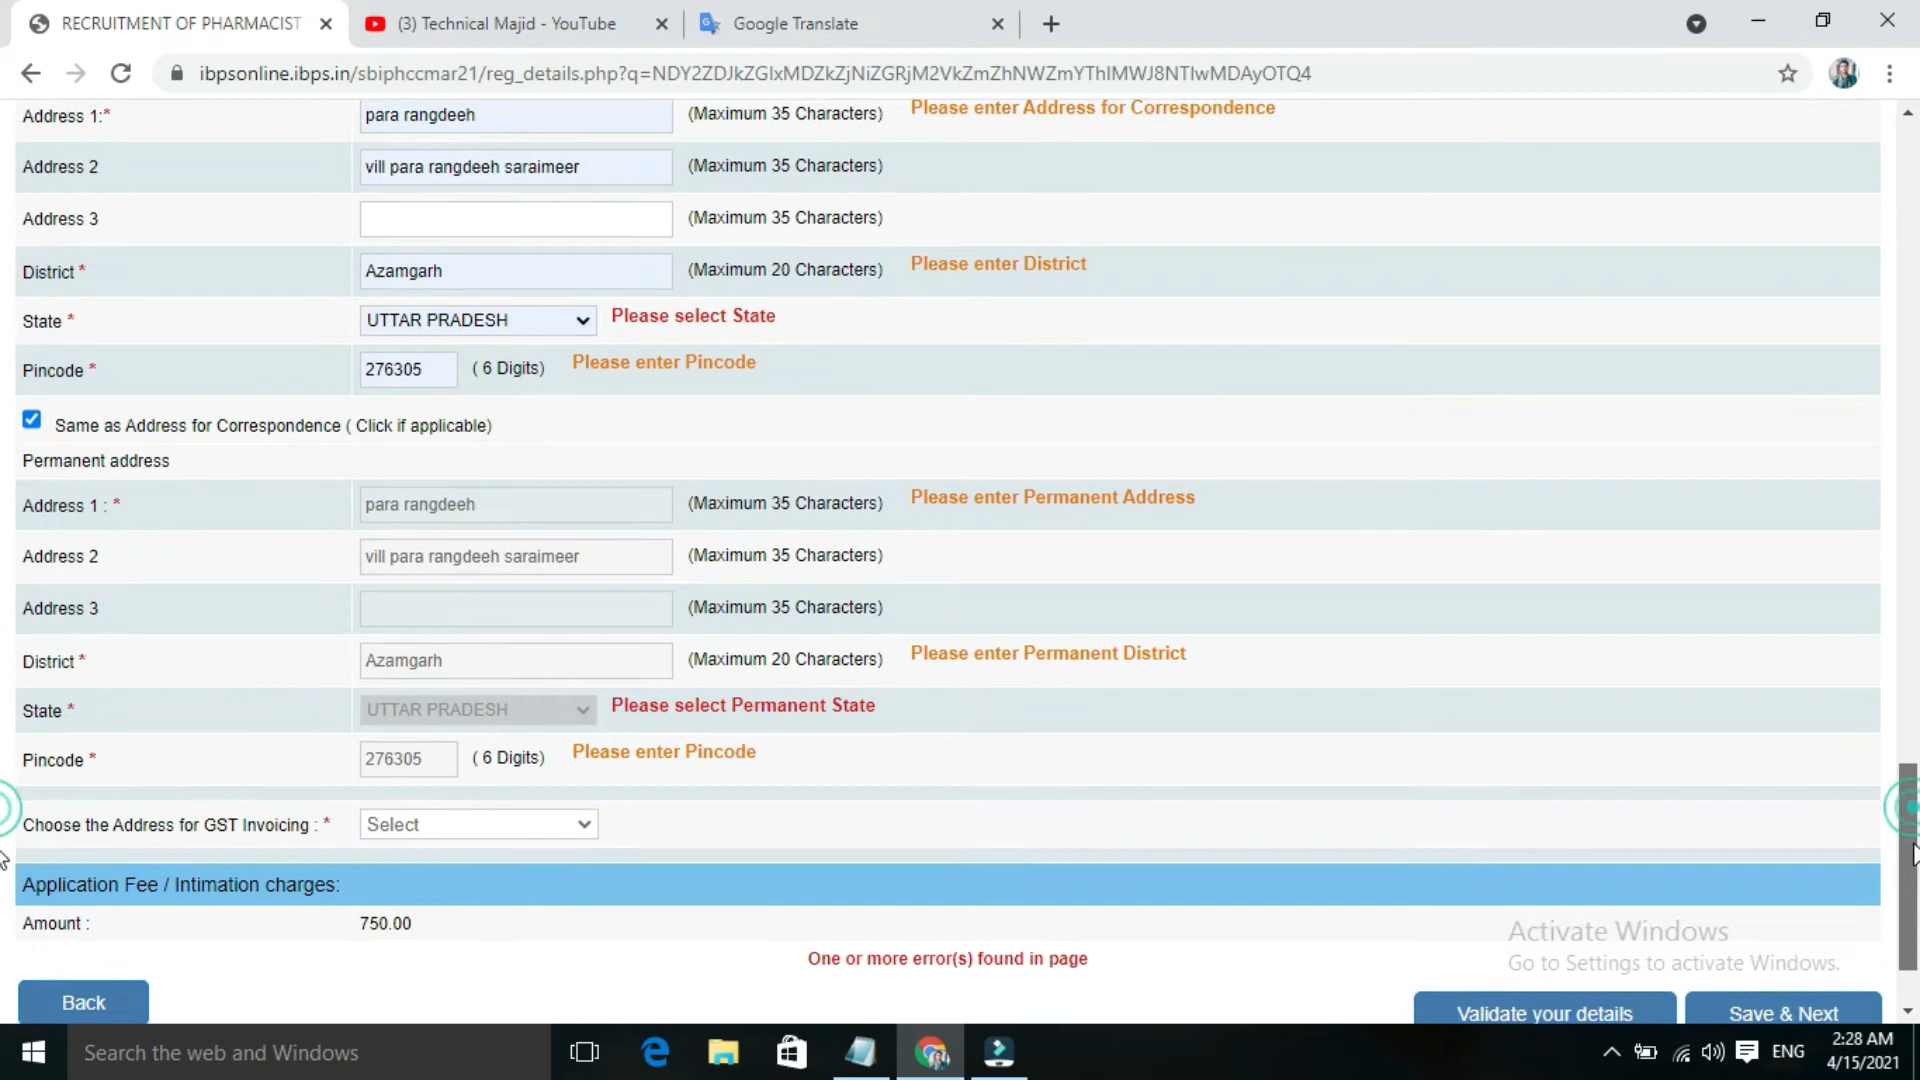 RECRUITMENT OF PHARMACIST
(3) Technical Majid - YouTube
Google Translate
ibpsonline.ibps.in/sbiphccmar21/reg_details.php?q=NDY2ZDJkZGIxMDZkZjNiZGRjM2VkZmZhNWZmYThlMWJ8NTIwMDAyOTQ4
Address 1:* para rangdeeh (Maximum 35 Characters) Please enter Address for Correspondence
Address 2 vill para rangdeeh saraimeer (Maximum 35 Characters)
Address 3 (Maximum 35 Characters)
District * Azamgarh (Maximum 20 Characters) Please enter District
State * UTTAR PRADESH Please select State
Pincode * 276305 ( 6 Digits) Please enter Pincode
Same as Address for Correspondence ( Click if applicable)
Permanent address
Address 1 : * para rangdeeh (Maximum 35 Characters) Please enter Permanent Address
Address 2 vill para rangdeeh saraimeer (Maximum 35 Characters)
Address 3 (Maximum 35 Characters)
District * Azamgarh (Maximum 20 Characters) Please enter Permanent District
State * UTTAR PRADESH Please select Permanent State
Pincode * 276305 ( 6 Digits) Please enter Pincode
Choose the Address for GST Invoicing : * Select
Application Fee / Intimation charges:
Amount : 750.00
Activate Windows
One or more error(s) found in page
Go to Settings to activate Windows.
Back
Validate your details
Save & Next
Search the web and Windows
ENG
2:28 AM
4/15/2021